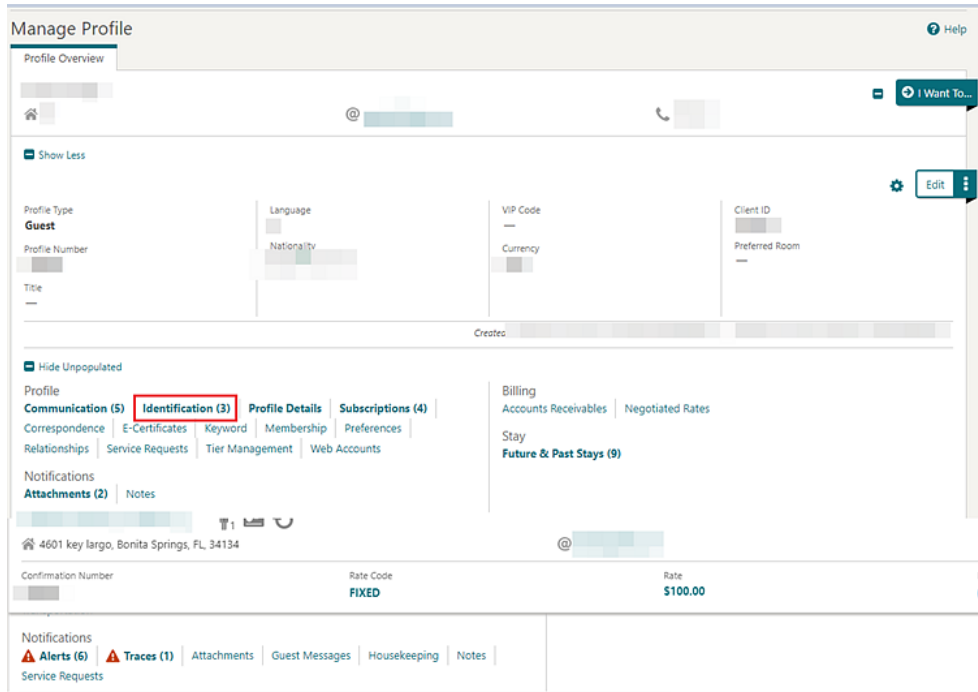 Manage Profile
Help
Profile Overview
I Want To...
@
Show Less
Edit
Profile Type
Guest
Language
VIP Code
—
Client ID
Profile Number
Nationality
Currency
Preferred Room
—
Title
—
Created
Hide Unpopulated
Profile
Communication (5) Identification (3) Profile Details Subscriptions (4)
Correspondence E-Certificates Keyword Membership Preferences
Relationships Service Requests Tier Management Web Accounts
Billing
Accounts Receivables Negotiated Rates
Stay
Future & Past Stays (9)
Notifications
Attachments (2) Notes
1
4601 key largo, Bonita Springs, FL, 34134 @
Confirmation Number Rate Code Rate
FIXED $100.00
Notifications
Alerts (6) Traces (1) Attachments Guest Messages Housekeeping Notes
Service Requests